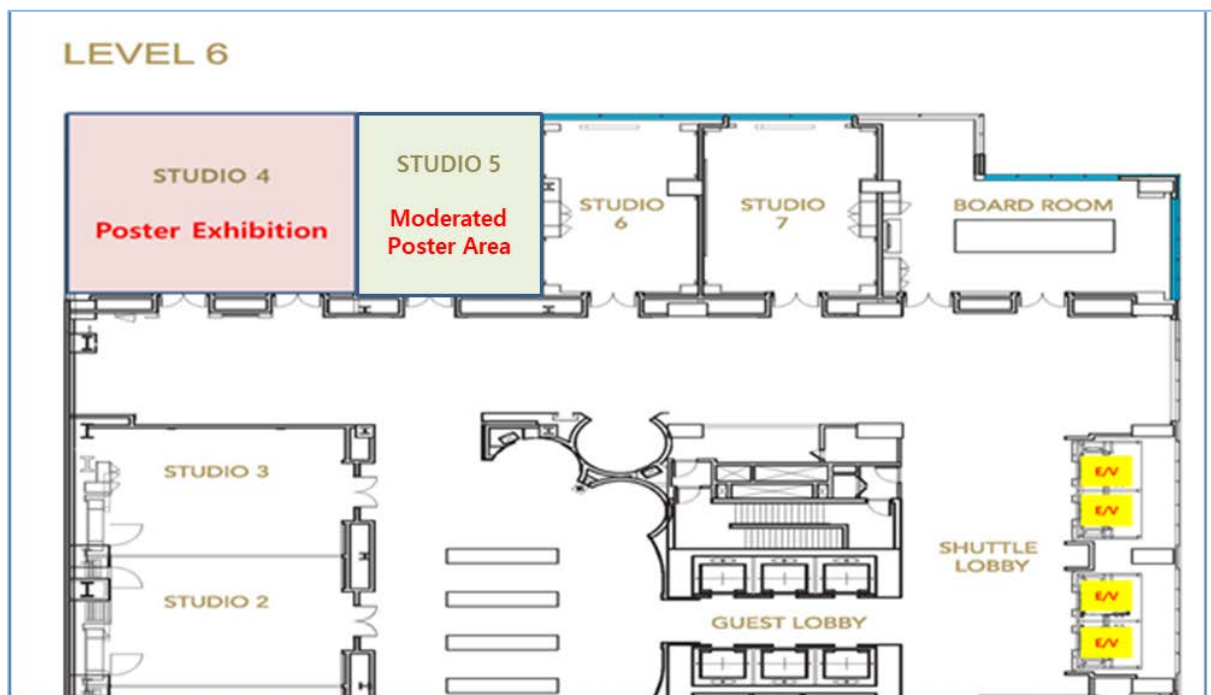 LEVEL 6
STUDIO 4
Poster Exhibition
STUDIO 5
Moderated
Poster Area
STUDIO
6
STUDIO
7
BOARD ROOM
STUDIO 3
STUDIO 2
SHUTTLE
LOBBY
GUEST LOBBY
E/V
E/V
E/V
E/V